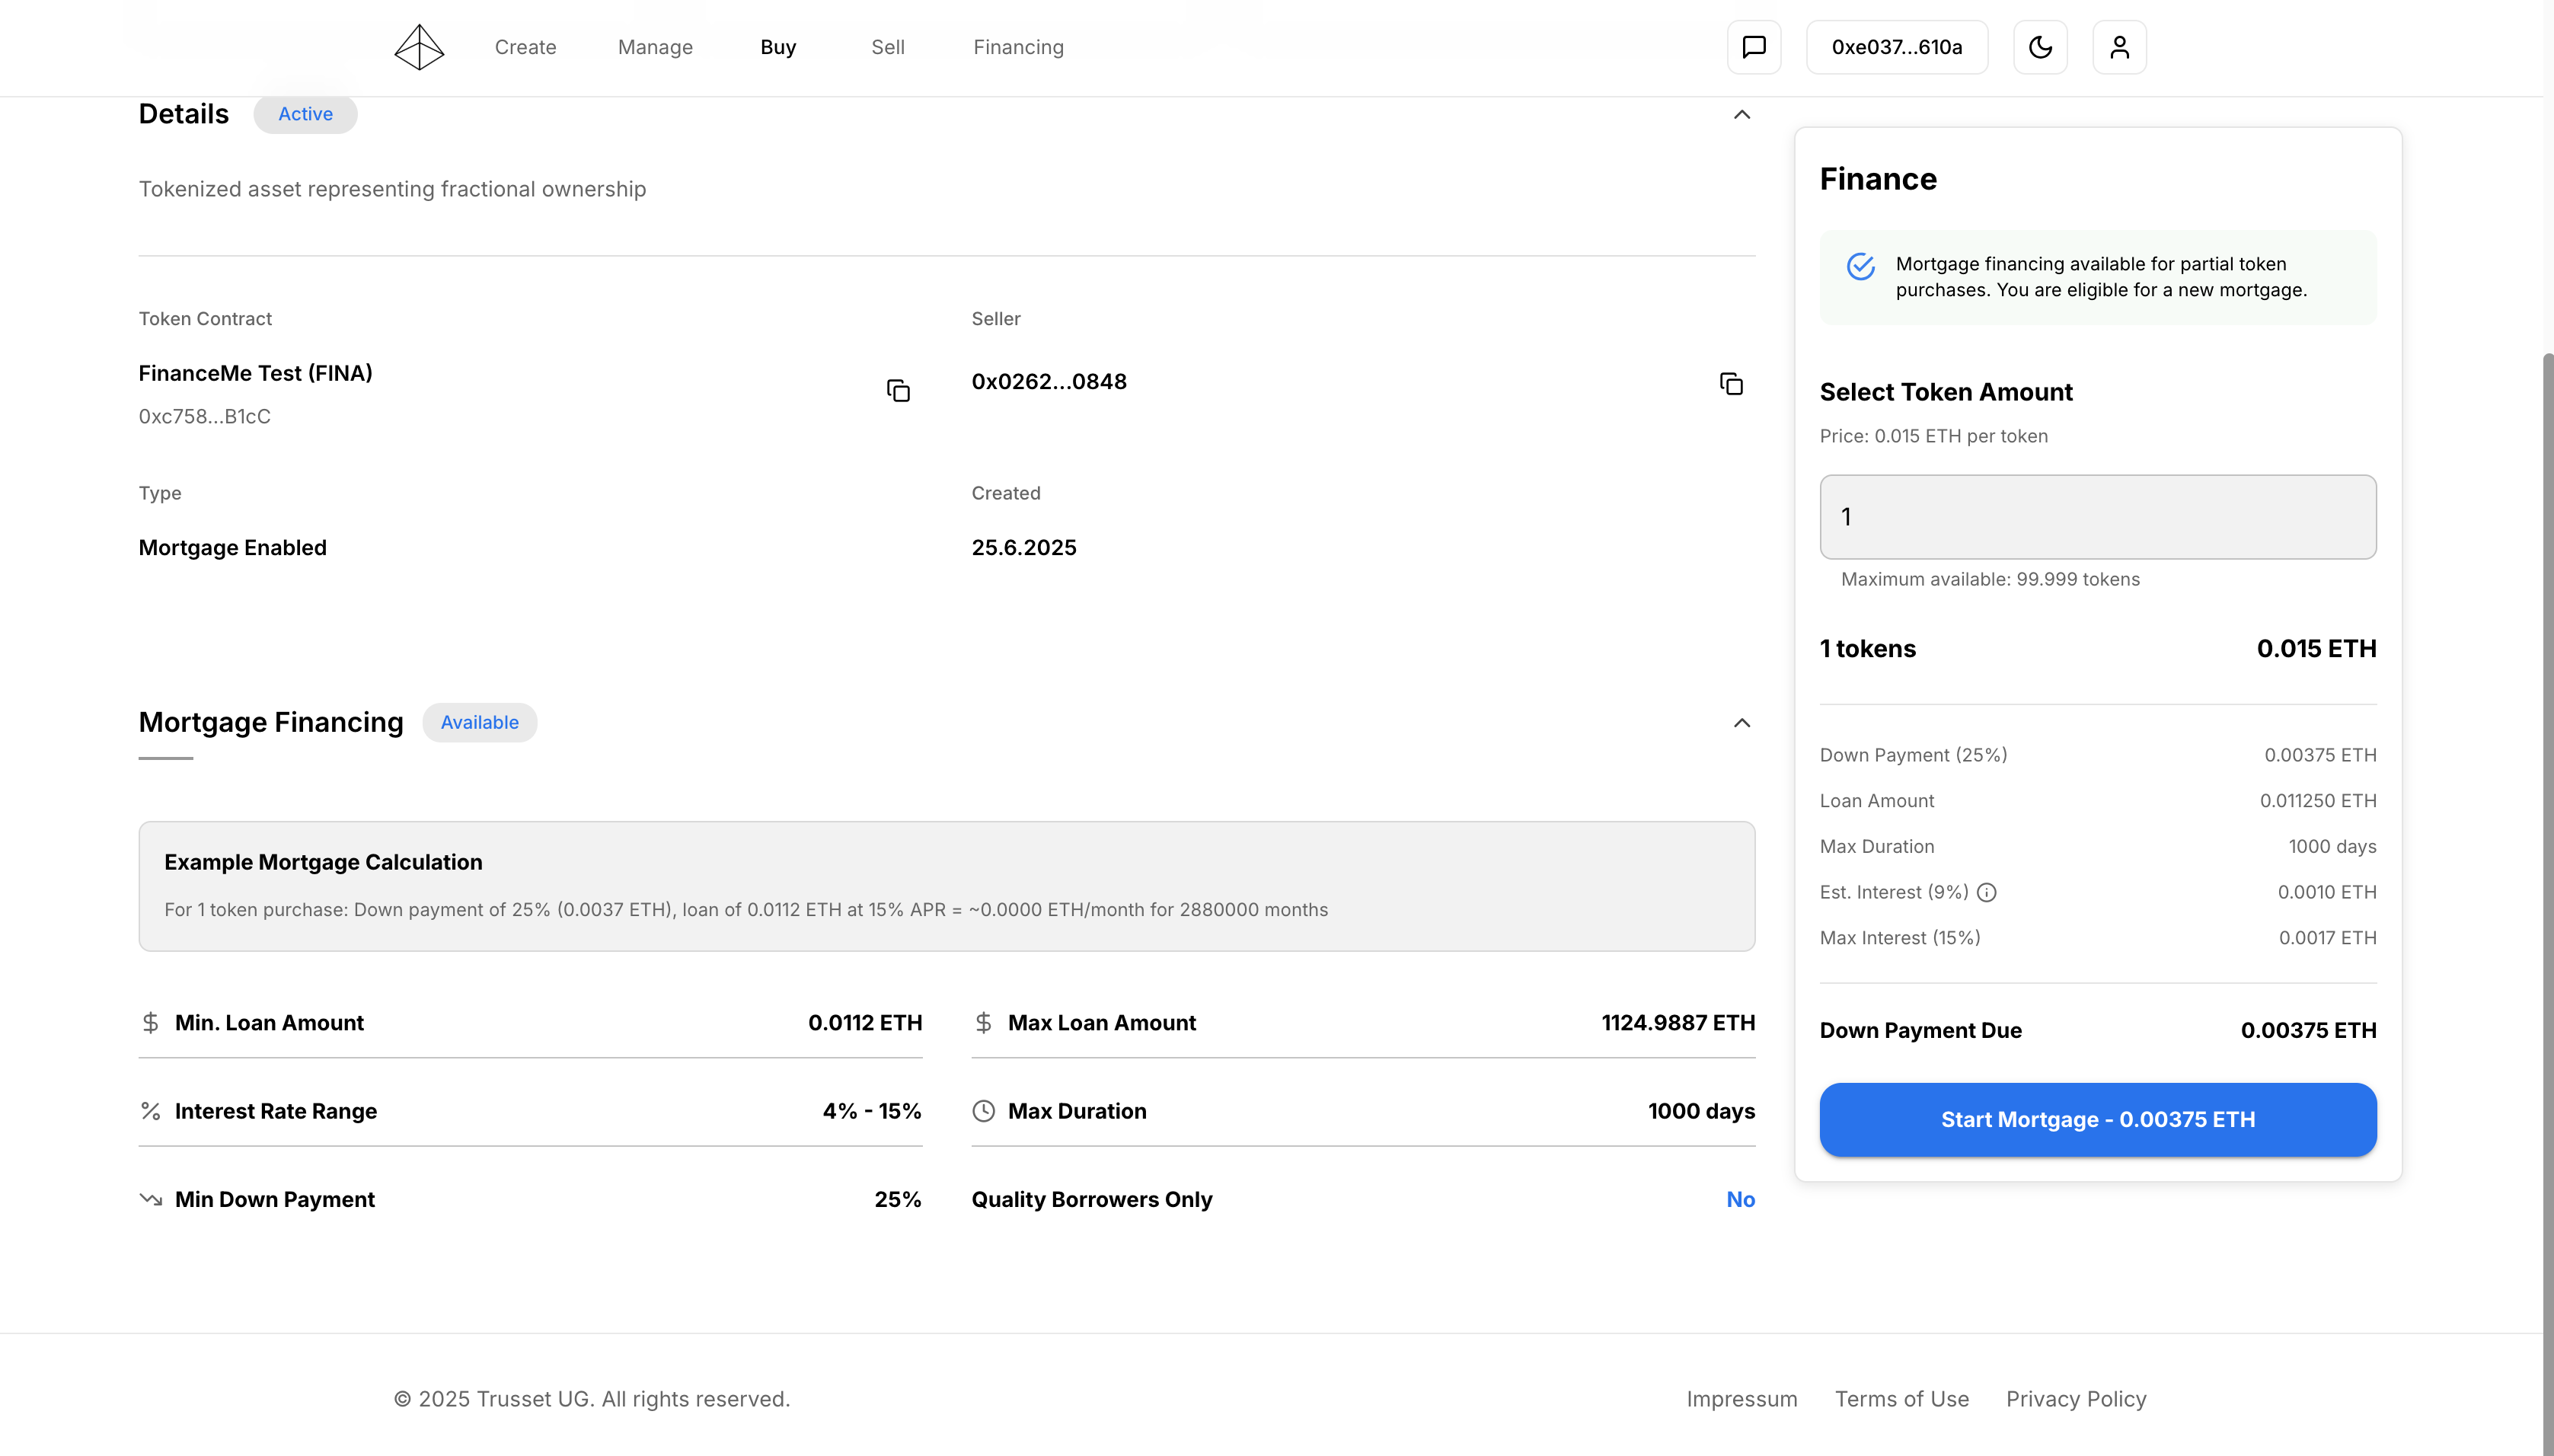 Create
Manage
Buy
Sell
Financing
0xe037...610a
Details
Active
Tokenized asset representing fractional ownership
Token Contract
FinanceMe Test (FINA)
0xc758...B1cC
Seller
0x0262...0848
Type
Mortgage Enabled
Created
25.6.2025
Mortgage Financing
Available
Example Mortgage Calculation
For 1 token purchase: Down payment of 25% (0.0037 ETH), loan of 0.0112 ETH at 15% APR = ~0.0000 ETH/month for 2880000 months
Min. Loan Amount 0.0112 ETH
Max Loan Amount 1124.9887 ETH
Interest Rate Range 4% - 15%
Max Duration 1000 days
Min Down Payment 25%
Quality Borrowers Only No
Finance
Mortgage financing available for partial token
purchases. You are eligible for a new mortgage.
Select Token Amount
Price: 0.015 ETH per token
1
Maximum available: 99.999 tokens
1 tokens 0.015 ETH
Down Payment (25%) 0.00375 ETH
Loan Amount 0.011250 ETH
Max Duration 1000 days
Est. Interest (9%) 0.0010 ETH
Max Interest (15%) 0.0017 ETH
Down Payment Due 0.00375 ETH
Start Mortgage - 0.00375 ETH
© 2025 Trusset UG. All rights reserved.
Impressum
Terms of Use
Privacy Policy